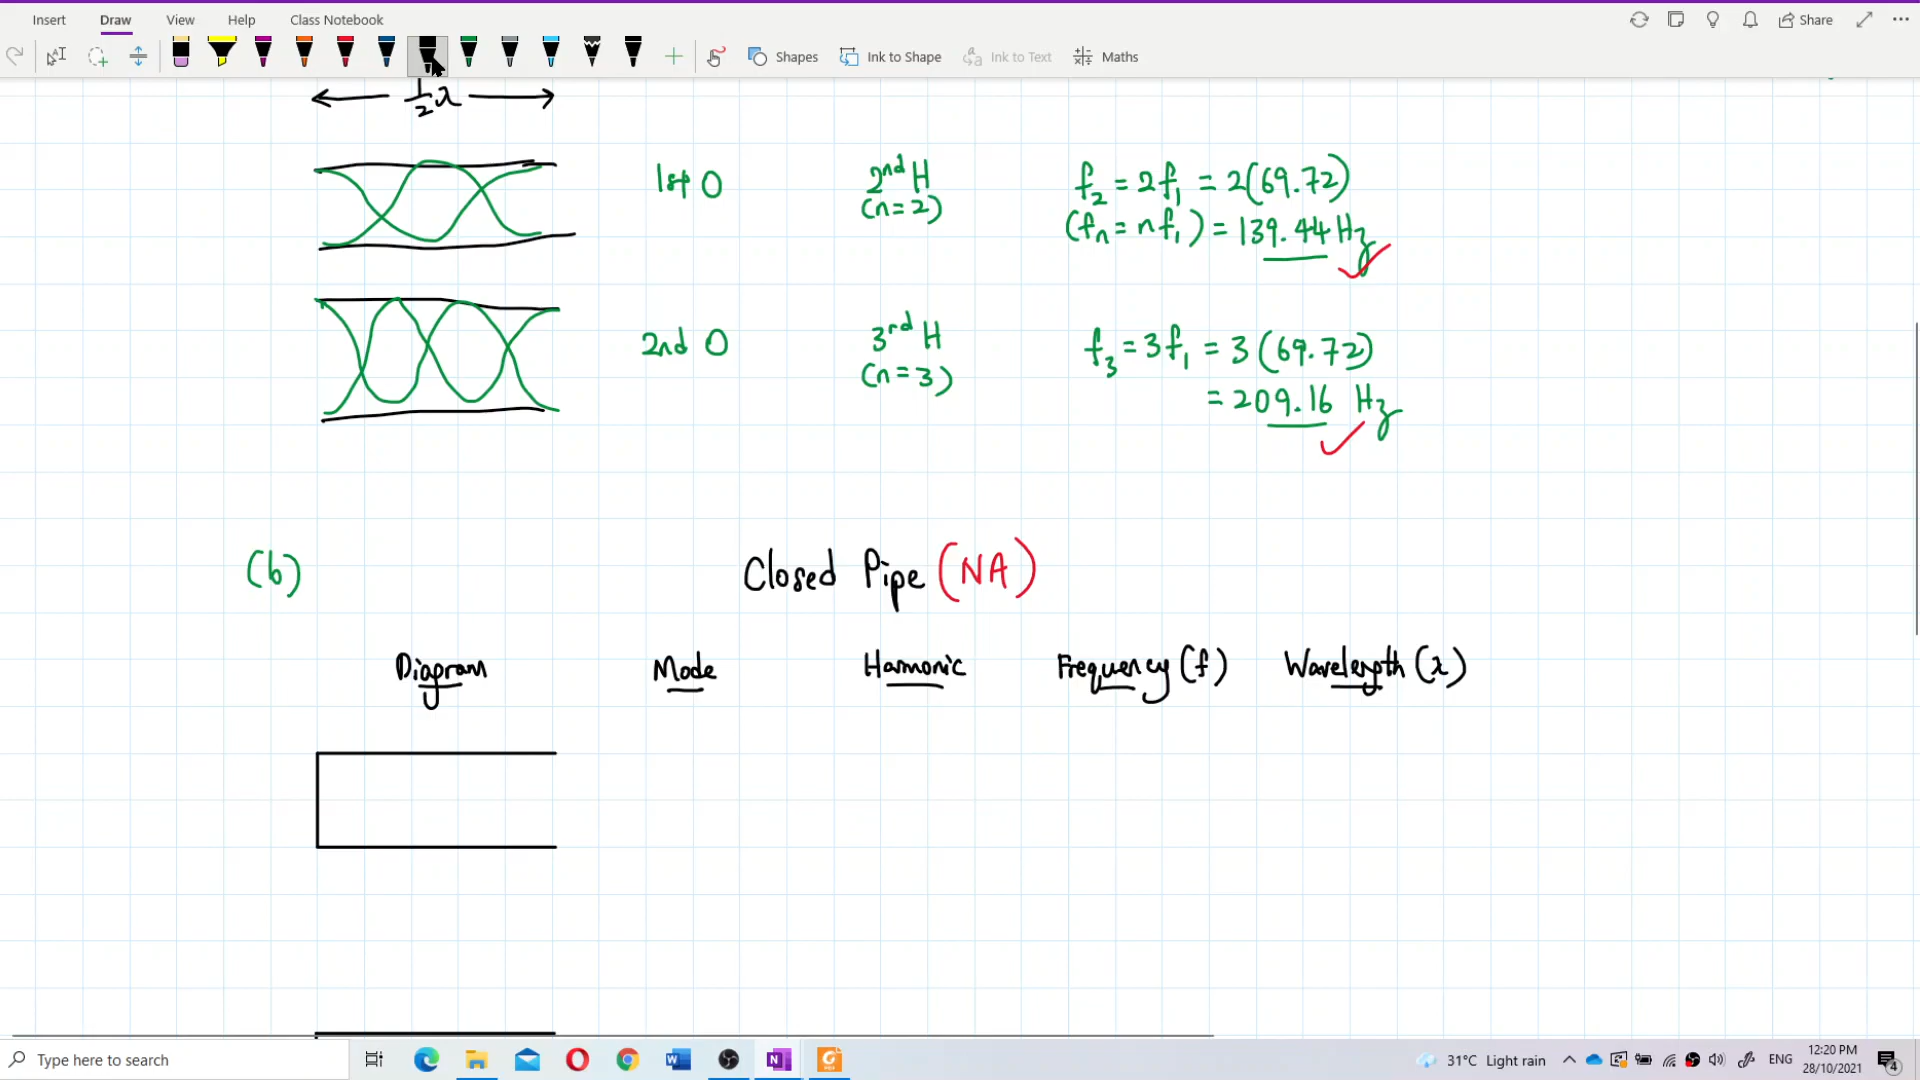 Insert Draw View Help Class Notebook Share
Shapes Ink to Shape Ink to Text Maths
1/2 λ
1st O 2nd H f2 = 2f1 = 2(69.72)
(n=2) (fn = nf1) = 139.44 Hz
2nd O 3rd H f3 = 3f1 = 3(69.72)
(n=3) = 209.16 Hz
(b) Closed Pipe (NA)
Diagram Mode Harmonic Frequency (f) Wavelength (λ)
Type here to search 31°C Light rain ENG 12:20 PM
28/10/2021 4